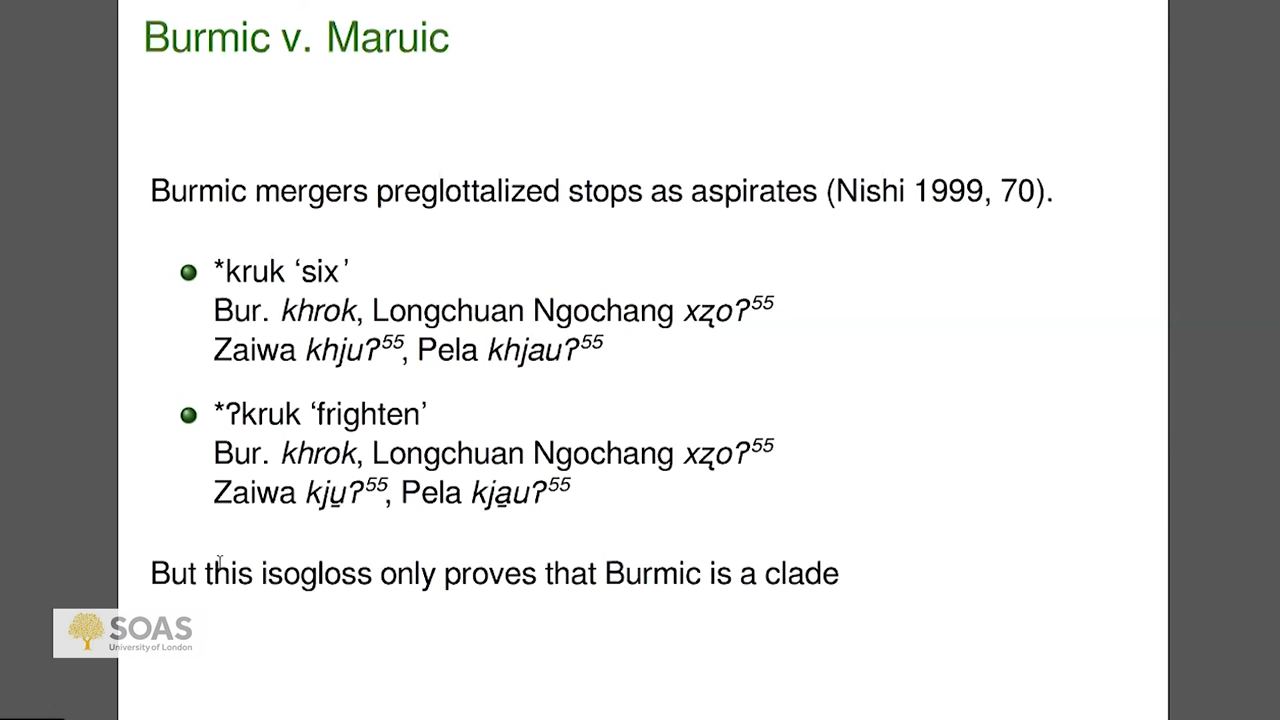 Burmic v. Maruic
Burmic mergers preglottalized stops as aspirates (Nishi 1999, 70).
*kruk ‘six’
Bur. khrok, Longchuan Ngochang xʐoʔ⁵⁵
Zaiwa khjuʔ⁵⁵, Pela khjauʔ⁵⁵
*ʔkruk ‘frighten’
Bur. khrok, Longchuan Ngochang xʐoʔ⁵⁵
Zaiwa kju̱ʔ⁵⁵, Pela kja̱uʔ⁵⁵
But this isogloss only proves that Burmic is a clade
SOAS
University of London